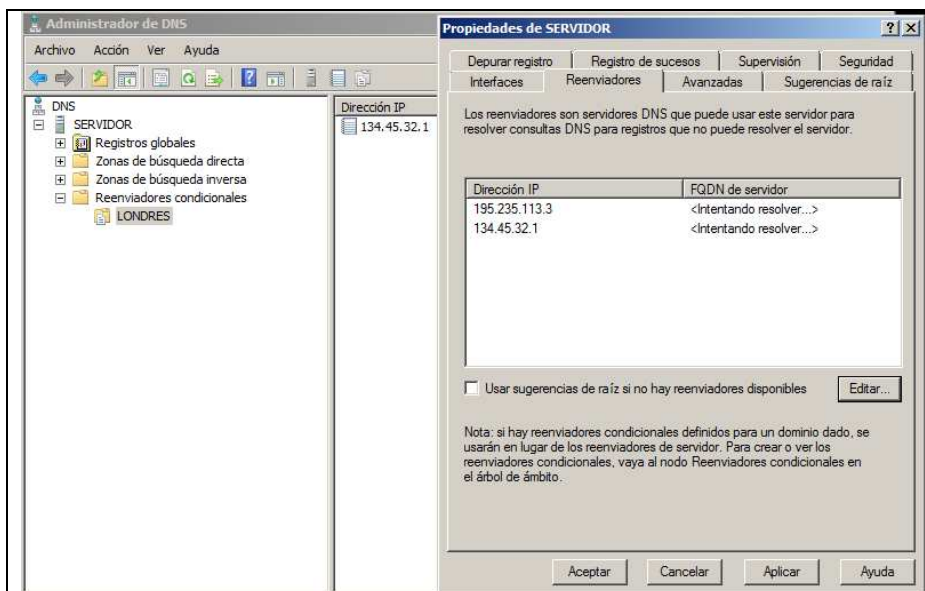 Administrador de DNS
Archivo Acción Ver Ayuda
DNS
SERVIDOR
Registros globales
Zonas de búsqueda directa
Zonas de búsqueda inversa
Reenviadores condicionales
LONDRES
Dirección IP
134.45.32.1
Propiedades de SERVIDOR
Depurar registro Registro de sucesos Supervisión Seguridad
Interfaces Reenviadores Avanzadas Sugerencias de raíz
Los reenviadores son servidores DNS que puede usar este servidor para
resolver consultas DNS para registros que no puede resolver el servidor.
Dirección IP FQDN de servidor
195.235.113.3 <Intentando resolver...>
134.45.32.1 <Intentando resolver...>
Usar sugerencias de raíz si no hay reenviadores disponibles Editar...
Nota: si hay reenviadores condicionales definidos para un dominio dado, se
usarán en lugar de los reenviadores de servidor. Para crear o ver los
reenviadores condicionales, vaya al nodo Reenviadores condicionales en
el árbol de ámbito.
Aceptar Cancelar Aplicar Ayuda